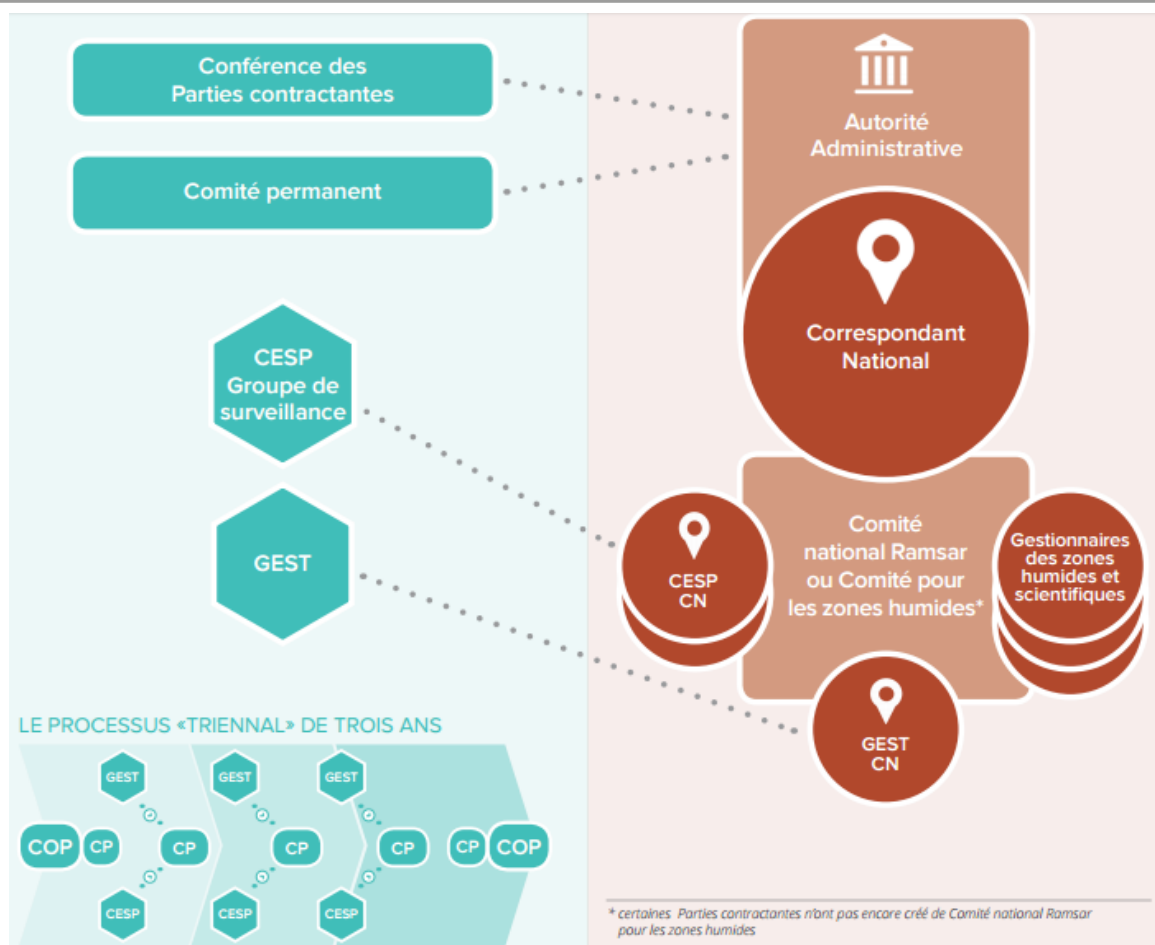 Conférence des
Parties contractantes
Comité permanent
CESP
Groupe de
surveillance
GEST
Autorité
Administrative
Correspondant
National
Comité
national Ramsar
ou Comité pour
les zones humides*
CESP
CN
Gestionnaires
des zones
humides et
scientifiques
GEST
CN
LE PROCESSUS «TRIENNAL» DE TROIS ANS
GEST
GEST
GEST
COP
CP
CP
CP
CP
CP
COP
CESP
CESP
CESP
* certaines Parties contractantes n'ont pas encore créé de Comité national Ramsar
pour les zones humides